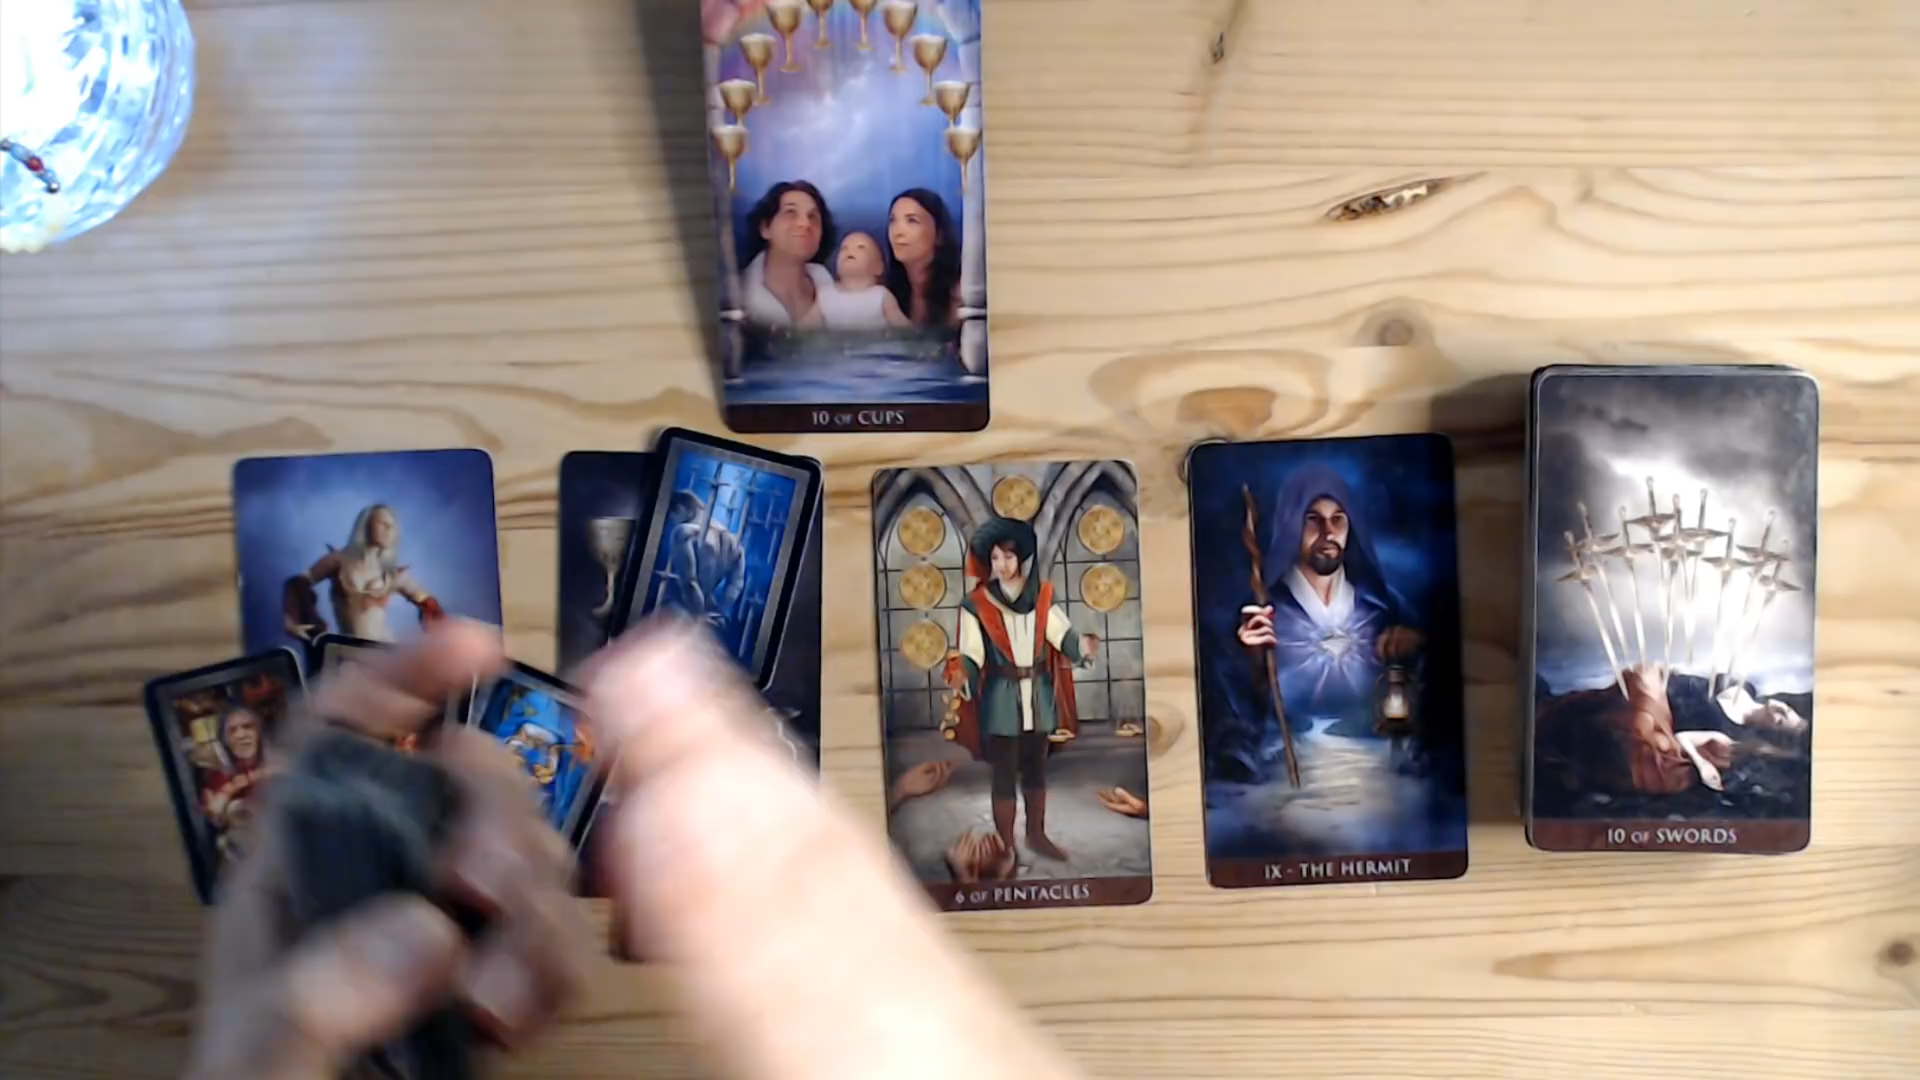 10 OF CUPS
6 OF PENTACLES
IX - THE HERMIT
10 OF SWORDS